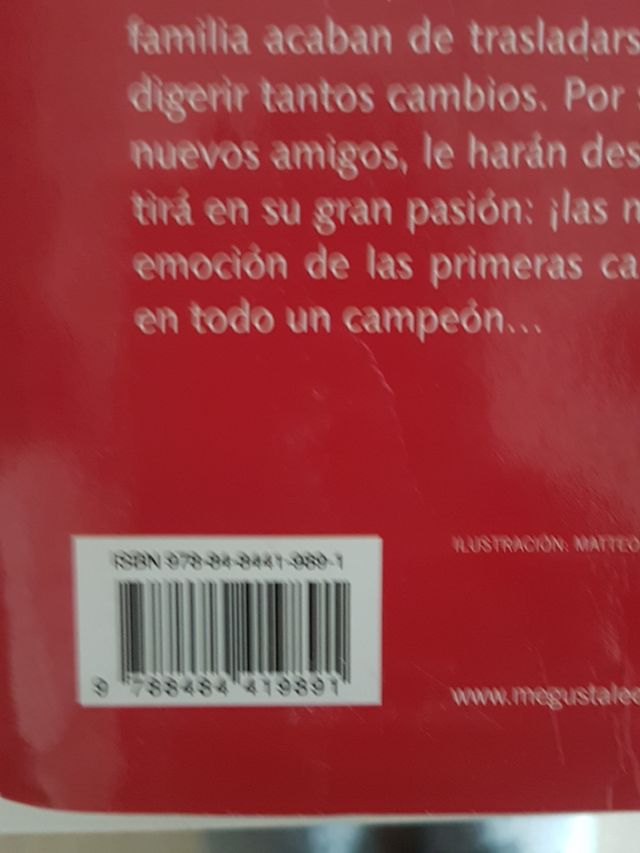 familia acaban de trasladars
digerir tantos cambios. Por s
nuevos amigos, le harán des
tirá en su gran pasión: ¡las m
emoción de las primeras ca
en todo un campeón...
ISBN 978-84-8441-989-1
ILUSTRACIÓN: MATTEO
9 788484 419891
www.megustalee